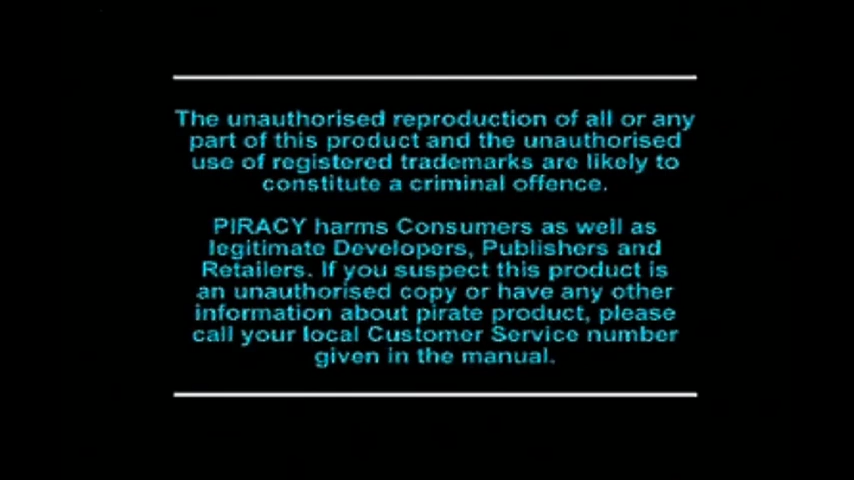 The unauthorised reproduction of all or any
part of this product and the unauthorised
use of registered trademarks are likely to
constitute a criminal offence.
PIRACY harms Consumers as well as
legitimate Developers, Publishers and
Retailers. If you suspect this product is
an unauthorised copy or have any other
information about pirate product, please
call your local Customer Service number
given in the manual.